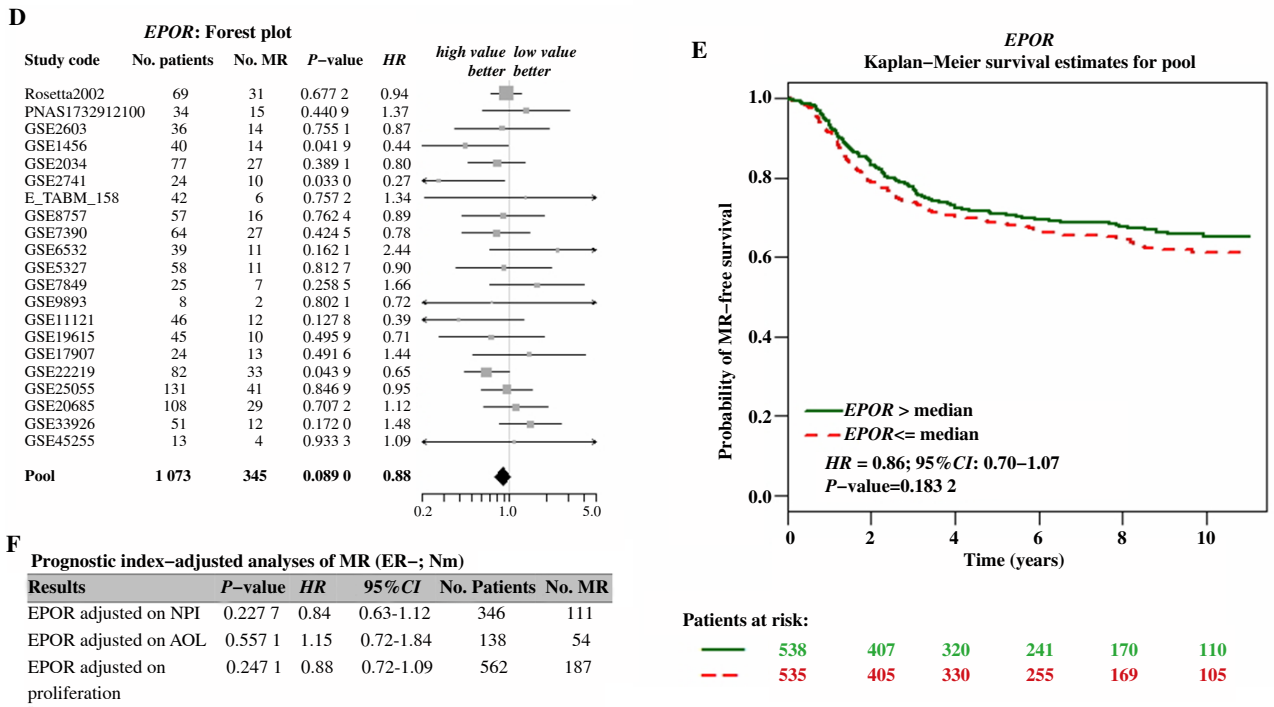 D
EPOR: Forest plot
Study code No. patients No. MR P−value HR
high value better low value better
Rosetta2002 69 31 0.677 2 0.94
PNAS1732912100 34 15 0.440 9 1.37
GSE2603 36 14 0.755 1 0.87
GSE1456 40 14 0.041 9 0.44
GSE2034 77 27 0.389 1 0.80
GSE2741 24 10 0.033 0 0.27
E_TABM_158 42 6 0.757 2 1.34
GSE8757 57 16 0.762 4 0.89
GSE7390 64 27 0.424 5 0.78
GSE6532 39 11 0.162 1 2.44
GSE5327 58 11 0.812 7 0.90
GSE7849 25 7 0.258 5 1.66
GSE9893 8 2 0.802 1 0.72
GSE11121 46 12 0.127 8 0.39
GSE19615 45 10 0.495 9 0.71
GSE17907 24 13 0.491 6 1.44
GSE22219 82 33 0.043 9 0.65
GSE25055 131 41 0.846 9 0.95
GSE20685 108 29 0.707 2 1.12
GSE33926 51 12 0.172 0 1.48
GSE45255 13 4 0.933 3 1.09
Pool 1 073 345 0.089 0 0.88
0.2 1.0 5.0
E
EPOR
Kaplan−Meier survival estimates for pool
Probability of MR−free survival
1.0
0.8
0.6
0.4
0.2
0.0
EPOR > median
EPOR<= median
HR = 0.86; 95%CI: 0.70−1.07
P−value=0.183 2
0 2 4 6 8 10
Time (years)
Patients at risk:
538 407 320 241 170 110
535 405 330 255 169 105
F
Prognostic index−adjusted analyses of MR (ER−; Nm)
Results P−value HR 95%CI No. Patients No. MR
EPOR adjusted on NPI 0.227 7 0.84 0.63-1.12 346 111
EPOR adjusted on AOL 0.557 1 1.15 0.72-1.84 138 54
EPOR adjusted on 0.247 1 0.88 0.72-1.09 562 187
proliferation